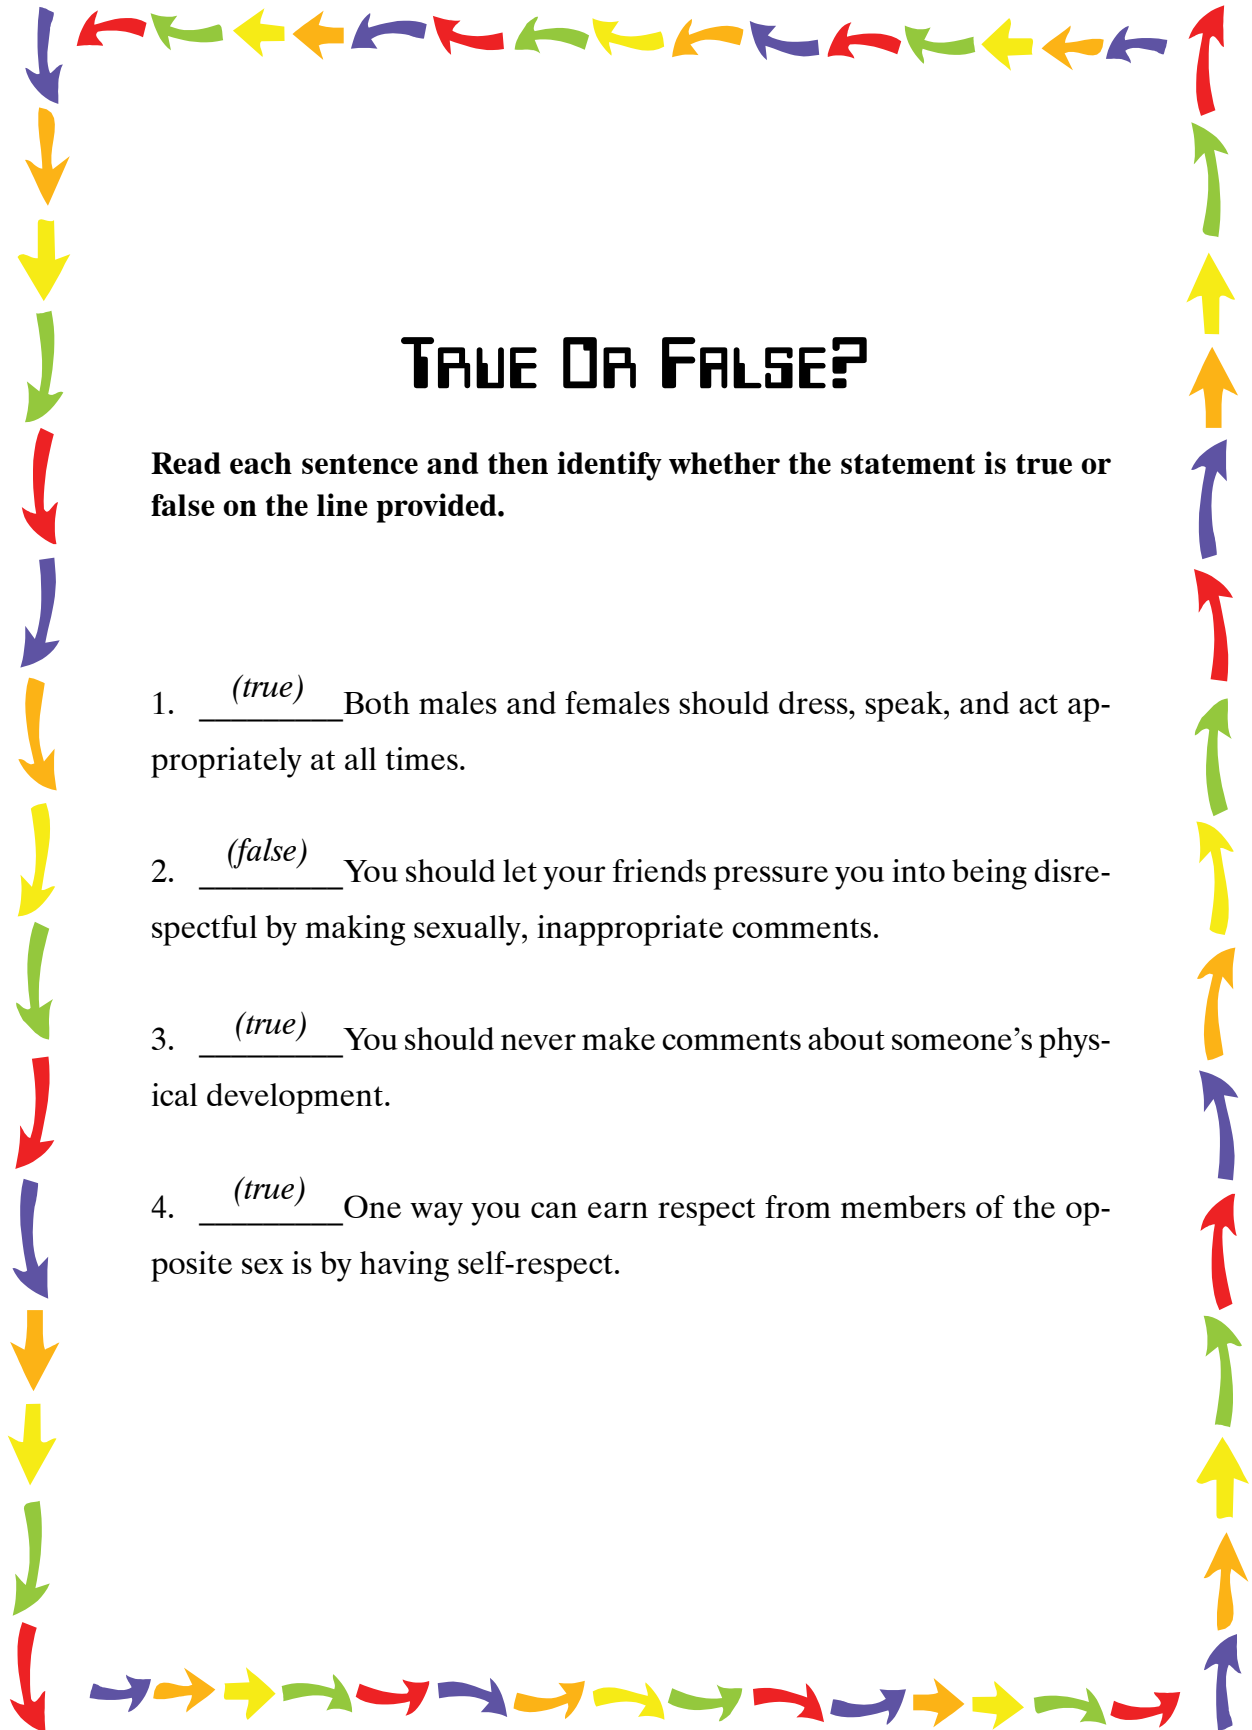 True Or False?
Read each sentence and then identify whether the statement is true or
false on the line provided.
1. _________Both males and females should dress, speak, and act ap-
(true)
propriately at all times.
2. _________You should let your friends pressure you into being disre-
(false)
spectful by making sexually, inappropriate comments.
3. _________You should never make comments about someone’s phys-
(true)
ical development.
4. _________One way you can earn respect from members of the op-
(true)
posite sex is by having self-respect.